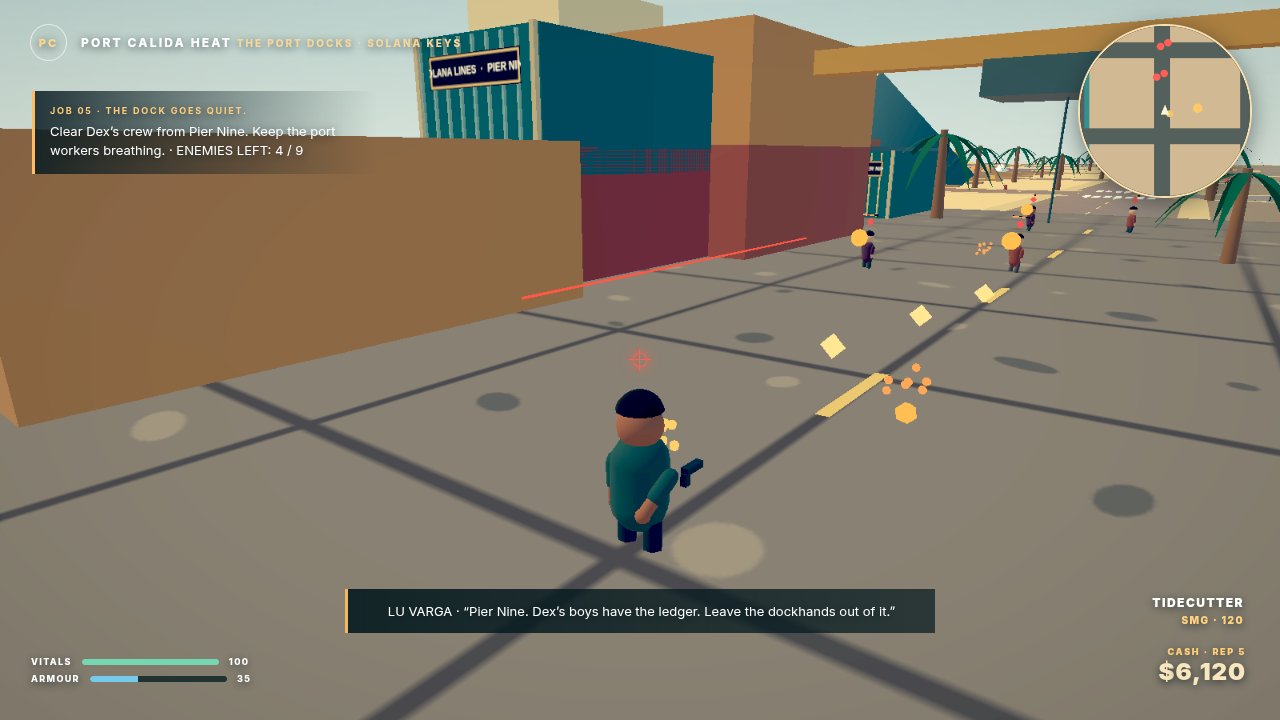 PC
PORT CALIDA HEAT THE PORT DOCKS · SOLANA KEYS
LANA LINES · PIER NI
JOB 05 · THE DOCK GOES QUIET.
Clear Dex’s crew from Pier Nine. Keep the port
workers breathing. · ENEMIES LEFT: 4 / 9
LU VARGA · “Pier Nine. Dex’s boys have the ledger. Leave the dockhands out of it.”
TIDECUTTER
SMG · 120
VITALS 100
ARMOUR 35
CASH · REP 5
$6,120